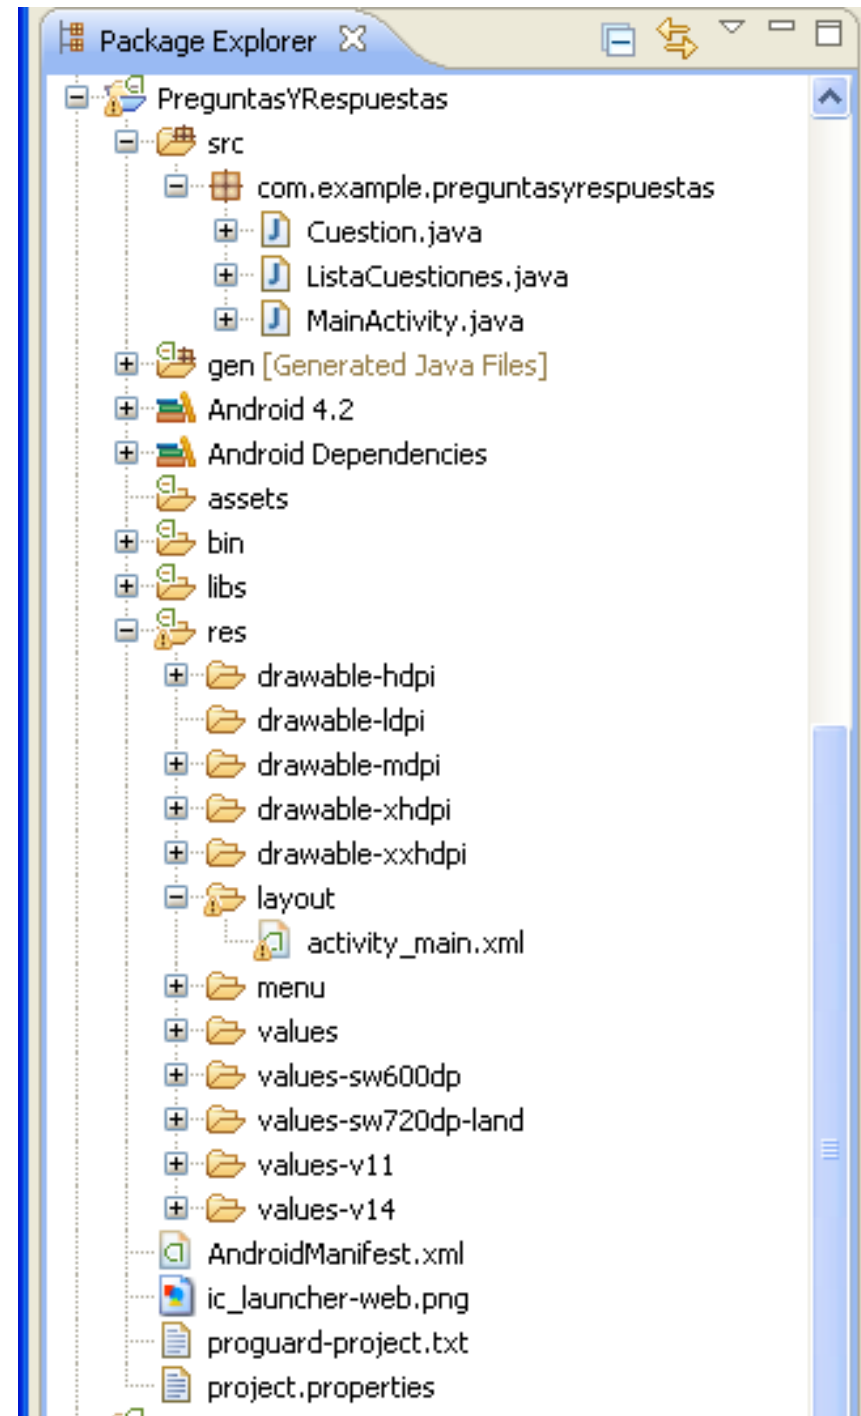 Package Explorer
PreguntasYRespuestas
src
com.example.preguntasyrespuestas
Cuestion.java
ListaCuestiones.java
MainActivity.java
gen [Generated Java Files]
Android 4.2
Android Dependencies
assets
bin
libs
res
drawable-hdpi
drawable-ldpi
drawable-mdpi
drawable-xhdpi
drawable-xxhdpi
layout
activity_main.xml
menu
values
values-sw600dp
values-sw720dp-land
values-v11
values-v14
AndroidManifest.xml
ic_launcher-web.png
proguard-project.txt
project.properties